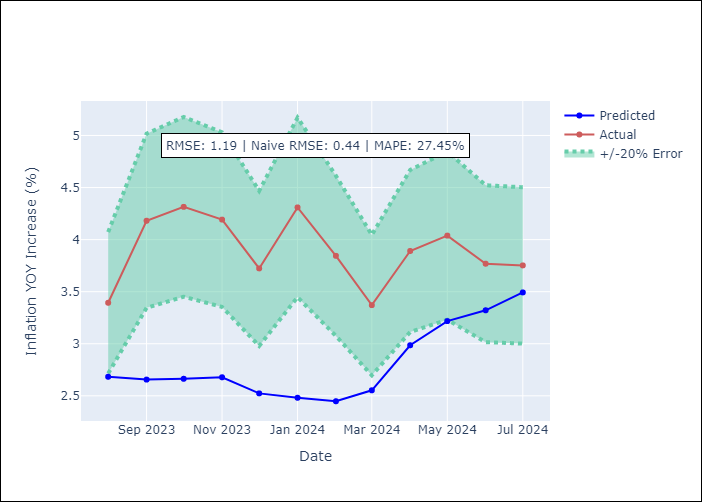 RMSE: 1.19 | Naive RMSE: 0.44 | MAPE: 27.45%
Predicted
Actual
+/-20% Error
Inflation YOY Increase (%)
5
4.5
4
3.5
3
2.5
Sep 2023
Nov 2023
Jan 2024
Mar 2024
May 2024
Jul 2024
Date